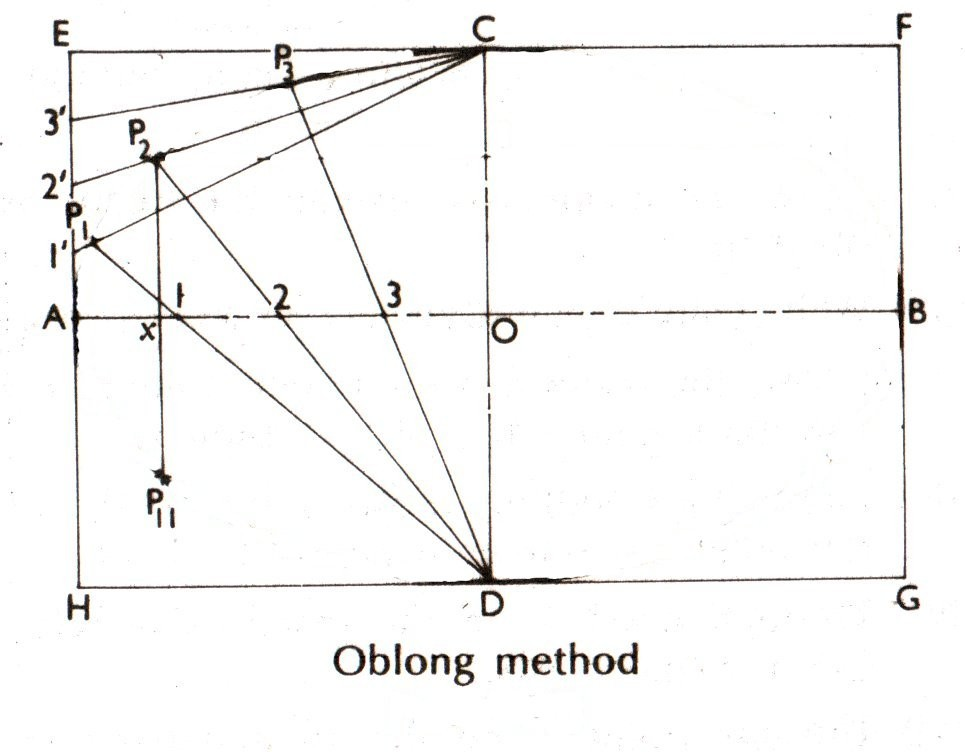 E C F
P3
3'
P2
2'
P1
1'
A x 1 2 3 O B
P11
H D G
Oblong method